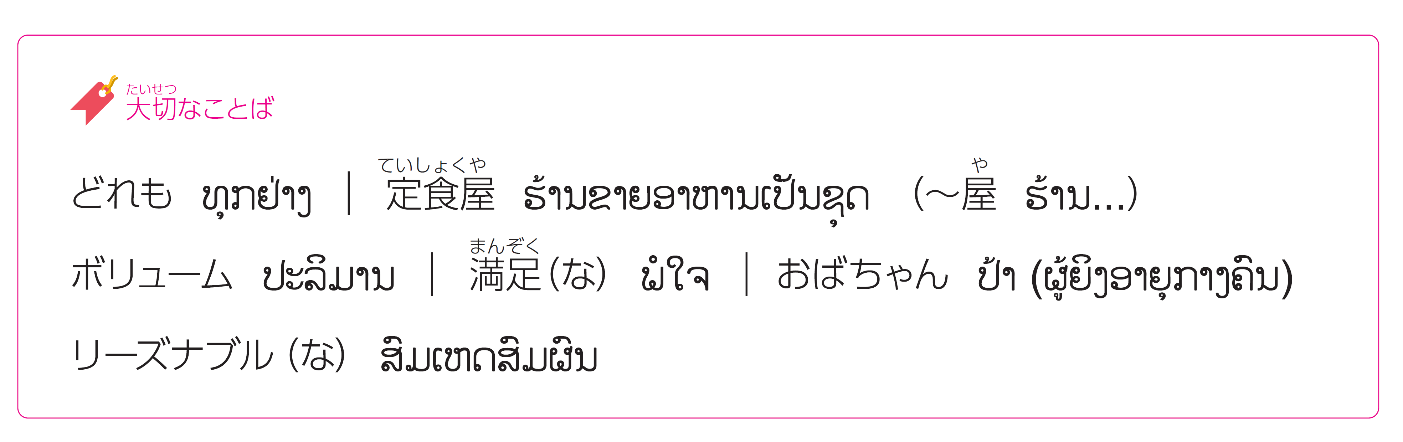 たいせつ
大切なことば
ていしょくや や
どれも ທຸກຢ່າງ | 定食屋 ຮ້ານຂາຍອາຫານເປັນຊຸດ （～屋 ຮ້ານ...）
まんぞく
ボリューム ປະລິມານ | 満足（な） ພໍໃຈ | おばちゃん ປ້າ (ຜູ້ຍິງອາຍຸກາງຄົນ)
リーズナブル（な） ສົມເຫດສົມຜົນ